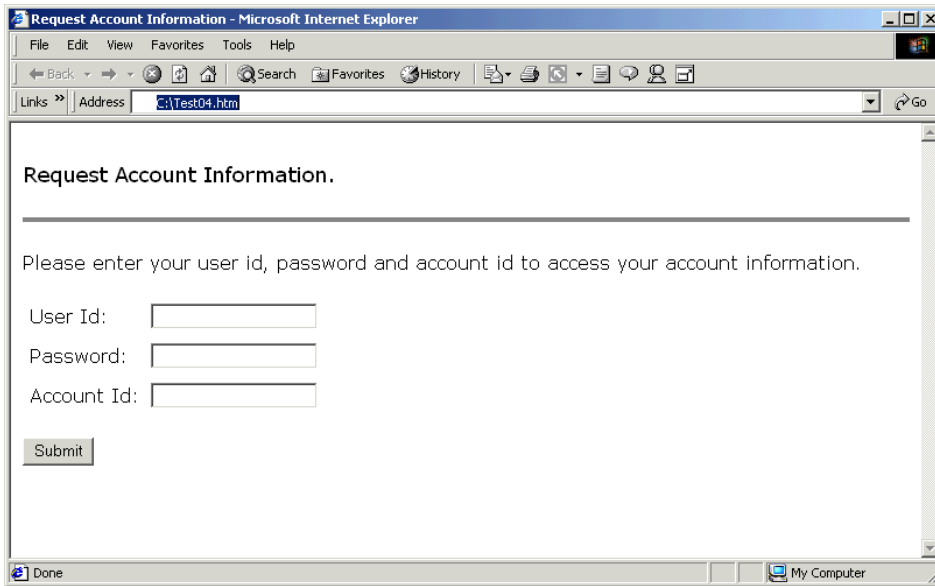 Request Account Information - Microsoft Internet Explorer
File Edit View Favorites Tools Help
Back Search Favorites History
Links » Address C:\Test04.htm Go
Request Account Information.
Please enter your user id, password and account id to access your account information.
User Id:
Password:
Account Id:
Submit
Done My Computer